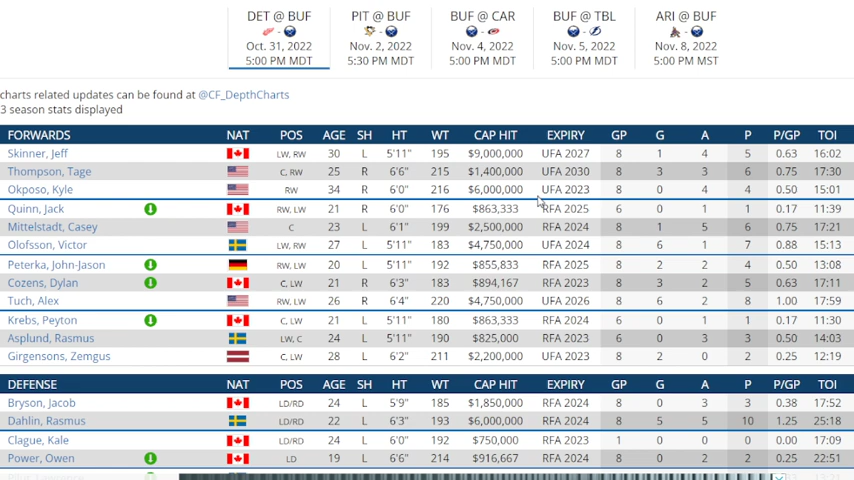 DET @ BUF PIT @ BUF BUF @ CAR BUF @ TBL ARI @ BUF
- - - - -
Oct. 31, 2022 Nov. 2, 2022 Nov. 4, 2022 Nov. 5, 2022 Nov. 8, 2022
5:00 PM MDT 5:30 PM MDT 5:00 PM MDT 5:00 PM MDT 5:00 PM MST
charts related updates can be found at @CF_DepthCharts
3 season stats displayed
FORWARDS NAT POS AGE SH HT WT CAP HIT EXPIRY GP G A P P/GP TOI
Skinner, Jeff LW, RW 30 L 5'11" 195 $9,000,000 UFA 2027 8 1 4 5 0.63 16:02
Thompson, Tage C, RW 25 R 6'6" 215 $1,400,000 UFA 2030 8 3 3 6 0.75 17:30
Okposo, Kyle RW 34 R 6'0" 216 $6,000,000 UFA 2023 8 0 4 4 0.50 15:01
Quinn, Jack RW, LW 21 R 6'0" 176 $863,333 RFA 2025 6 0 1 1 0.17 11:39
Mittelstadt, Casey C 23 L 6'1" 199 $2,500,000 RFA 2024 8 1 5 6 0.75 17:21
Olofsson, Victor LW, RW 27 L 5'11" 183 $4,750,000 UFA 2024 8 6 1 7 0.88 15:13
Peterka, John-Jason RW, LW 20 L 5'11" 192 $855,833 RFA 2025 8 2 2 4 0.50 13:08
Cozens, Dylan C, LW 21 R 6'3" 183 $894,167 RFA 2023 8 3 2 5 0.63 17:11
Tuch, Alex RW, LW 26 R 6'4" 220 $4,750,000 UFA 2026 8 6 2 8 1.00 17:59
Krebs, Peyton C, LW 21 L 5'11" 180 $863,333 RFA 2024 6 0 1 1 0.17 11:30
Asplund, Rasmus LW, C 24 L 5'11" 190 $825,000 RFA 2024 6 0 3 3 0.50 14:03
Girgensons, Zemgus C, LW 28 L 6'2" 211 $2,200,000 UFA 2023 8 2 0 2 0.25 12:19
DEFENSE NAT POS AGE SH HT WT CAP HIT EXPIRY GP G A P P/GP TOI
Bryson, Jacob LD/RD 24 L 5'9" 185 $1,850,000 RFA 2024 8 0 3 3 0.38 17:52
Dahlin, Rasmus LD/RD 22 L 6'3" 193 $6,000,000 RFA 2024 8 5 5 10 1.25 25:18
Clague, Kale LD/RD 24 L 6'0" 192 $750,000 RFA 2023 1 0 0 0 0.00 17:09
Power, Owen LD 19 L 6'6" 214 $916,667 RFA 2024 8 0 2 2 0.25 22:51